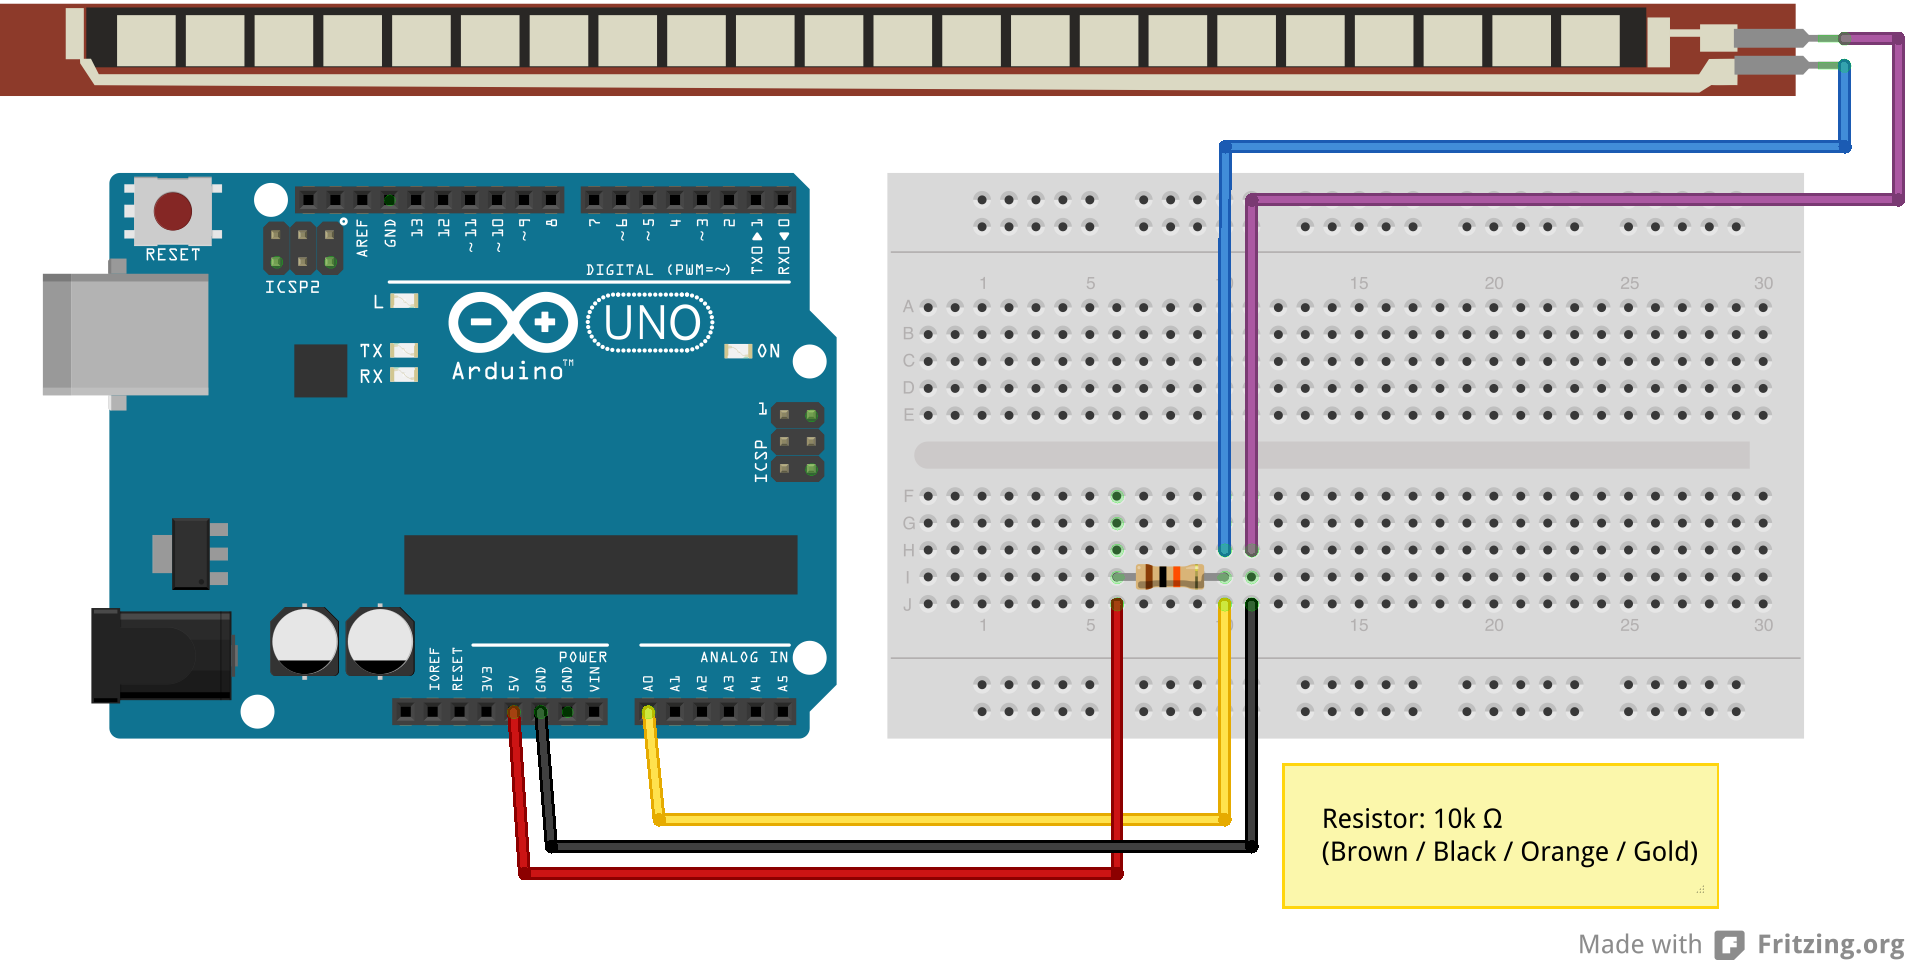 RESET
ICSP2
AREF
GND
13
12
~11
~10
~9
8
7
~6
~5
4
~3
2
TX0▶1
RX0◀0
DIGITAL (PWM=~)
L
TX
RX
Arduino™
UNO
ON
1
ICSP
IOREF
RESET
3V3
5V
GND
GND
VIN
POWER
A0
A1
A2
A3
A4
A5
ANALOG IN
1 5 10 15 20 25 30
A
B
C
D
E
F
G
H
I
J
1 5 10 15 20 25 30
Resistor: 10k Ω
(Brown / Black / Orange / Gold)
Made with Fritzing.org